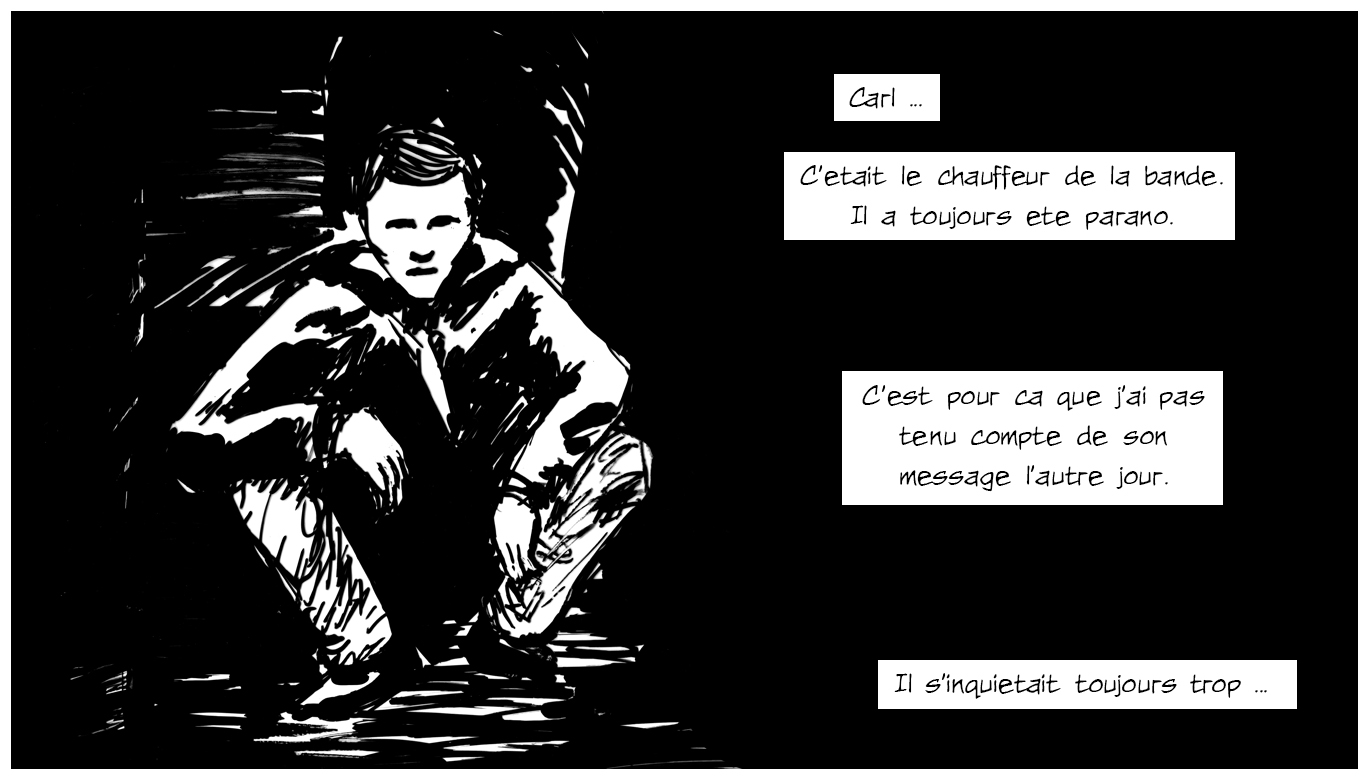 Carl ...
C'etait le chauffeur de la bande.
Il a toujours ete parano.
C'est pour ca que j'ai pas
tenu compte de son
message l'autre jour.
Il s'inquietait toujours trop ...